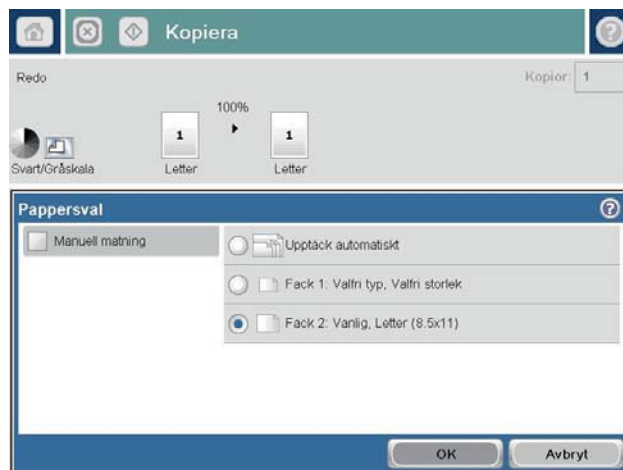 Kopiera
Redo
Kopior: 1
100%
1 1
Svart/Gråskala Letter Letter
Pappersval
Manuell matning
Upptäck automatiskt
Fack 1: Valfri typ, Valfri storlek
Fack 2: Vanlig, Letter (8.5x11)
OK Avbryt